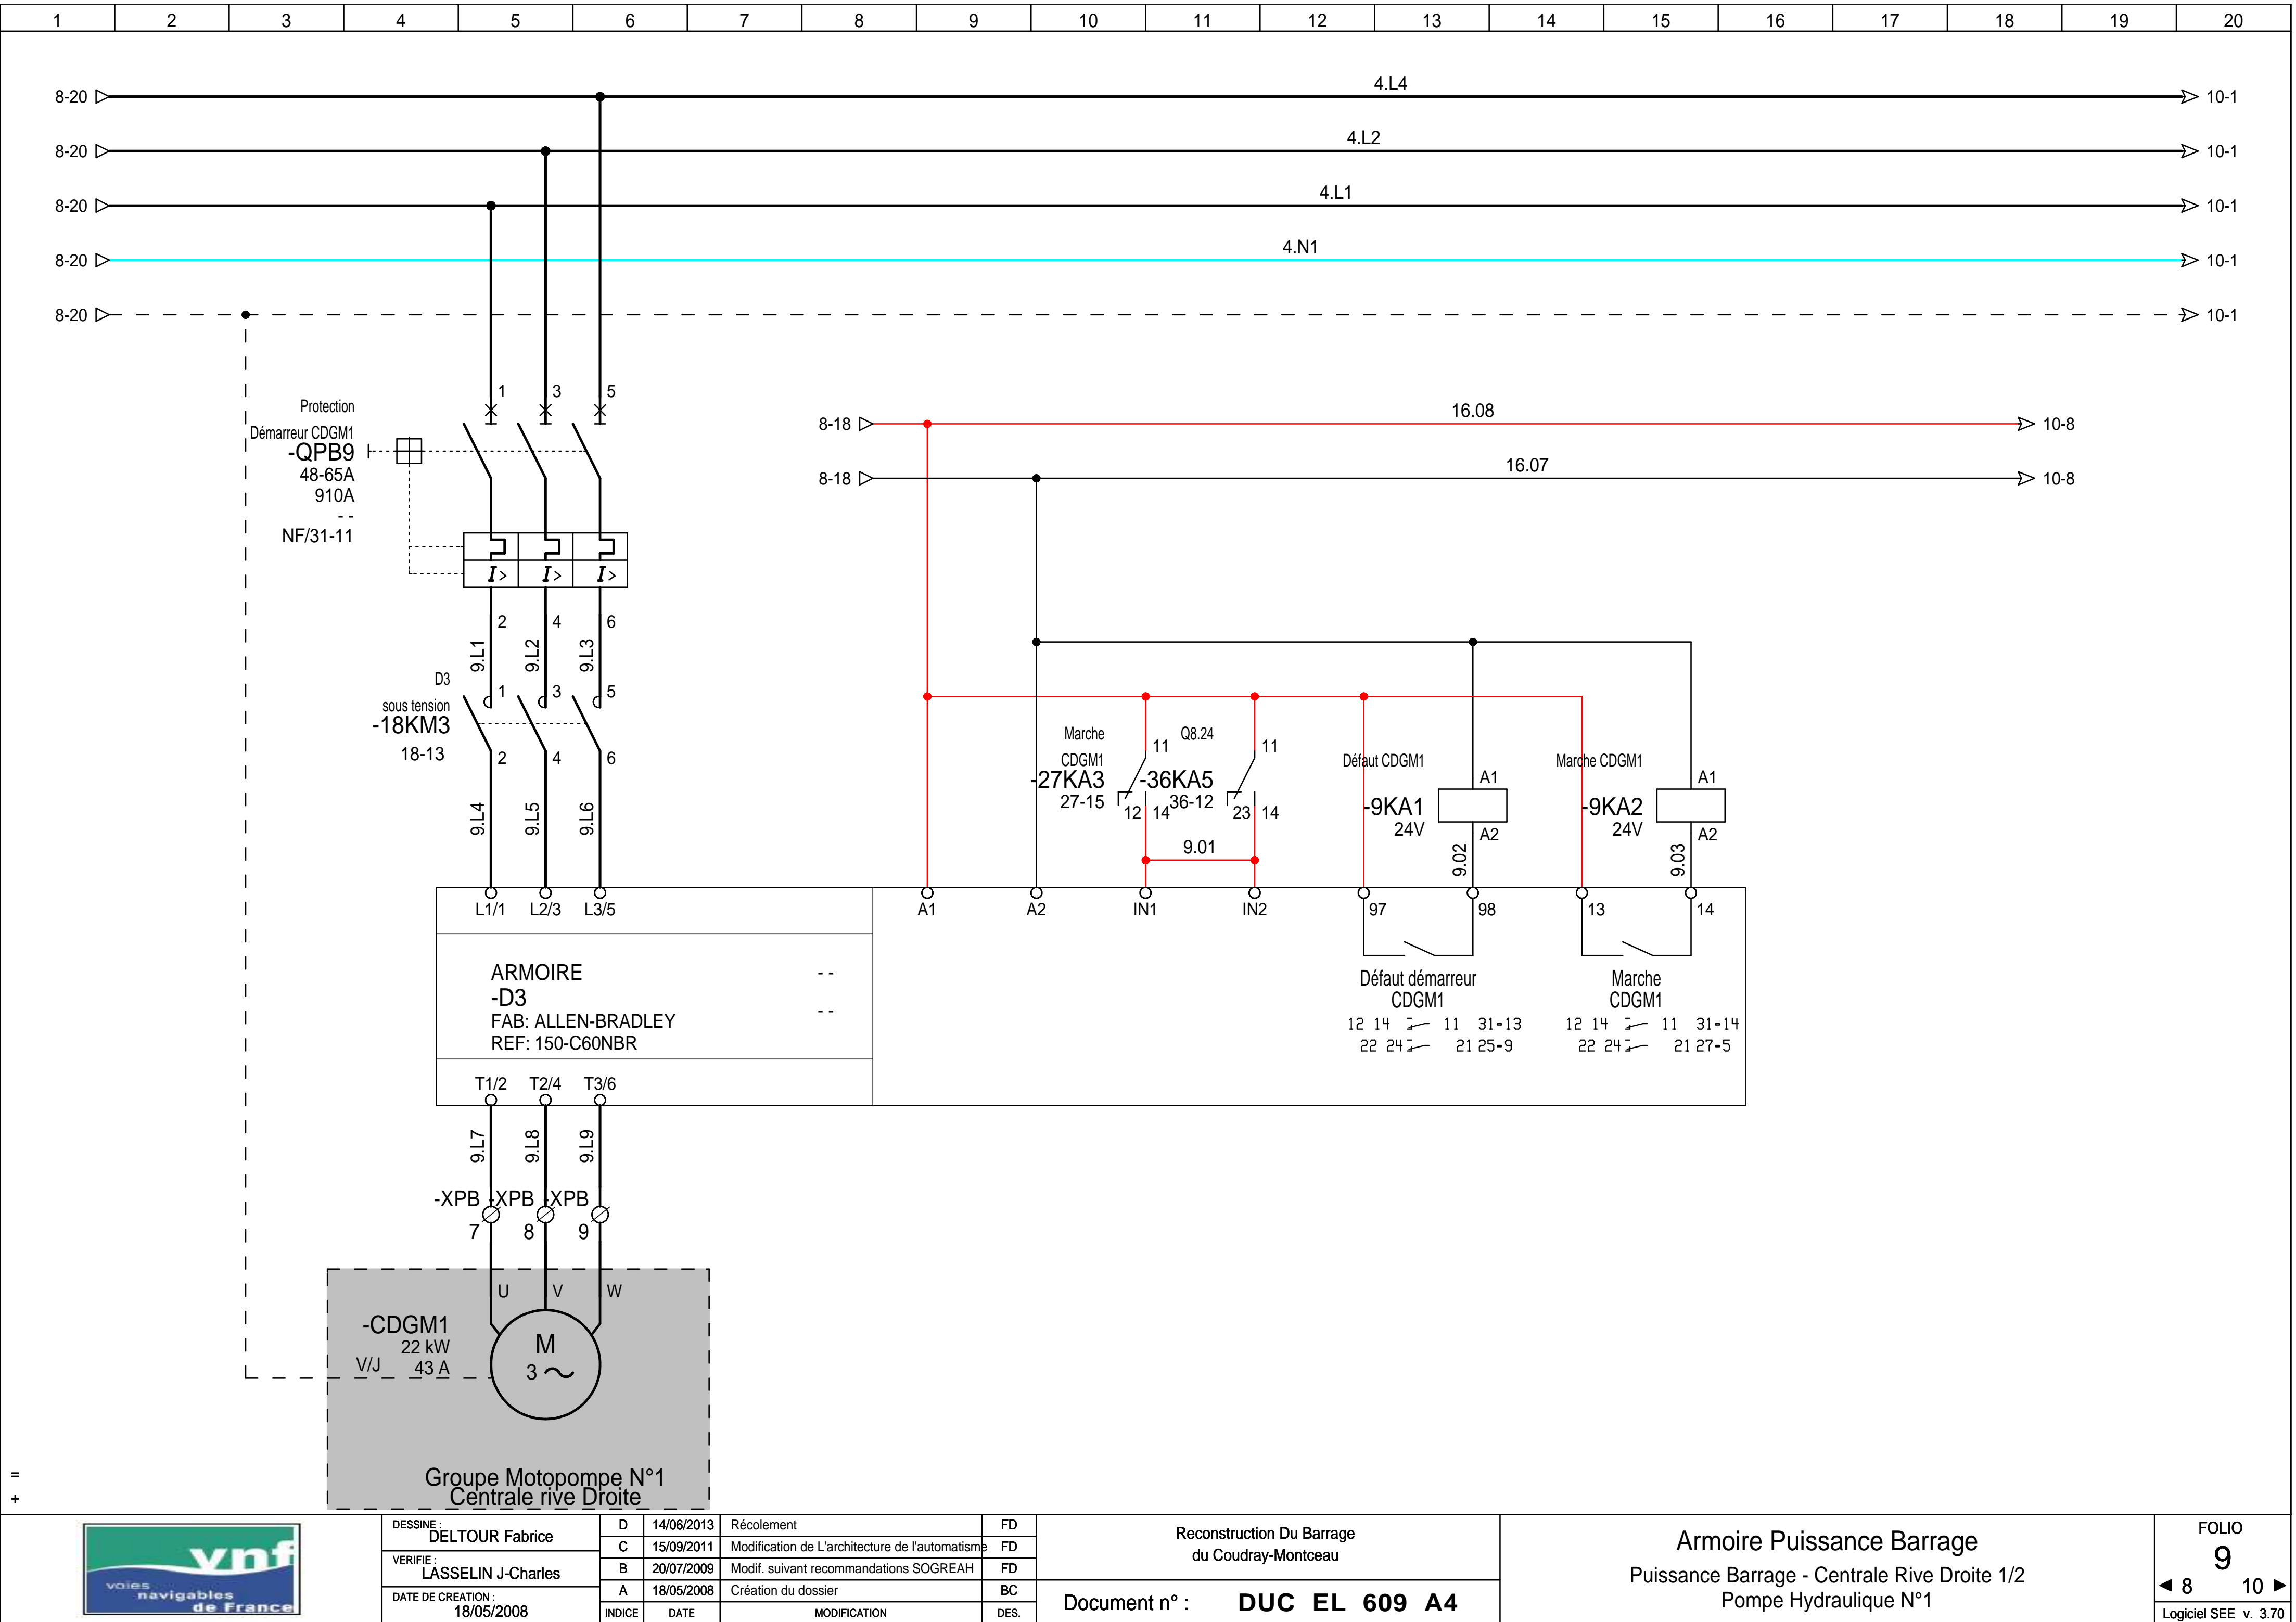 1 2 3 4 5 6 7 8 9 10 11 12 13 14 15 16 17 18 19 20
8-20 4.L4 10-1
8-20 4.L2 10-1
8-20 4.L1 10-1
8-20 4.N1 10-1
8-20 10-1
1 3 5
Protection
Démarreur CDGM1
-QPB9
48-65A
910A
- -
NF/31-11
I> I> I>
2 4 6
9.L1 9.L2 9.L3
8-18 16.08 10-8
8-18 16.07 10-8
D3
sous tension
-18KM3
18-13
1 3 5
2 4 6
9.L4 9.L5 9.L6
Marche
CDGM1
-27KA3
27-15
11
12 14
Q8.24
-36KA5
36-12
11
23 14
9.01
Défaut CDGM1
-9KA1
24V
A1
A2
9.02
Marche CDGM1
-9KA2
24V
A1
A2
9.03
L1/1 L2/3 L3/5
A1 A2 IN1 IN2 97 98 13 14
ARMOIRE - -
-D3
FAB: ALLEN-BRADLEY - -
REF: 150-C60NBR
Défaut démarreur
CDGM1
12 14 11 31-13
22 24 21 25-9
Marche
CDGM1
12 14 11 31-14
22 24 21 27-5
T1/2 T2/4 T3/6
9.L7 9.L8 9.L9
-XPB -XPB -XPB
7 8 9
U V W
-CDGM1
22 kW
V/J 43 A
M
3
Groupe Motopompe N°1
Centrale rive Droite
=
+
vnf
voies
navigables
de France
DESSINE :
DELTOUR Fabrice
VERIFIE :
LASSELIN J-Charles
DATE DE CREATION :
18/05/2008
D 14/06/2013 Récolement FD
C 15/09/2011 Modification de L'architecture de l'automatisme FD
B 20/07/2009 Modif. suivant recommandations SOGREAH FD
A 18/05/2008 Création du dossier BC
INDICE DATE MODIFICATION DES.
Reconstruction Du Barrage
du Coudray-Montceau
Document n° : DUC EL 609 A4
Armoire Puissance Barrage
Puissance Barrage - Centrale Rive Droite 1/2
Pompe Hydraulique N°1
FOLIO
9
8 10
Logiciel SEE v. 3.70